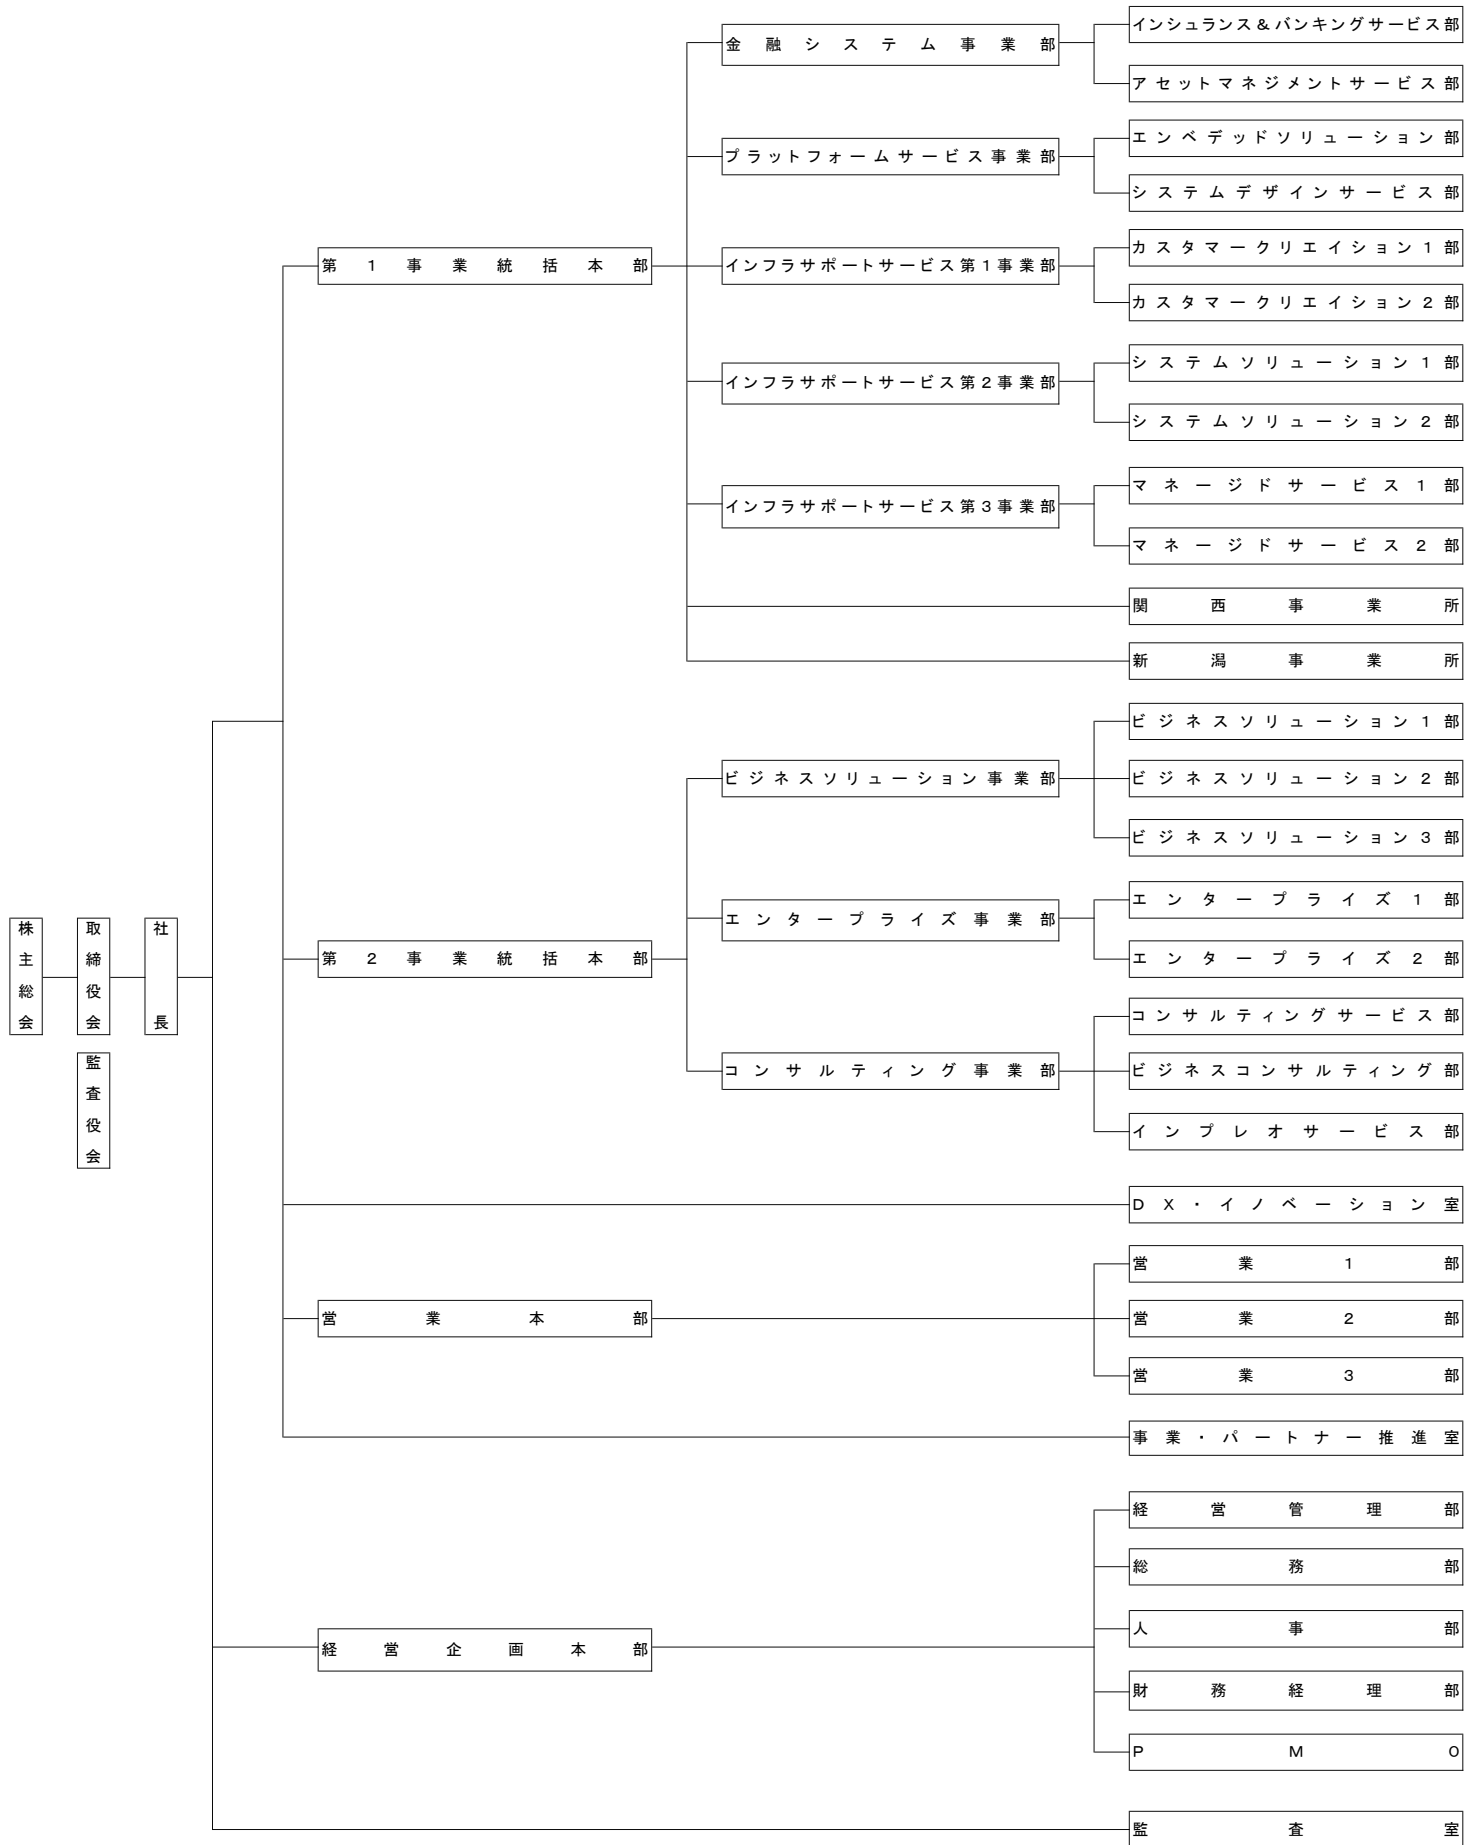 株主総会
取締役会
監査役会
社長
第1事業統括本部
金融システム事業部
インシュランス&バンキングサービス部
アセットマネジメントサービス部
プラットフォームサービス事業部
エンベデッドソリューション部
システムデザインサービス部
インフラサポートサービス第1事業部
カスタマークリエイション1部
カスタマークリエイション2部
インフラサポートサービス第2事業部
システムソリューション1部
システムソリューション2部
インフラサポートサービス第3事業部
マネージドサービス1部
マネージドサービス2部
関西事業所
新潟事業所
第2事業統括本部
ビジネスソリューション事業部
ビジネスソリューション1部
ビジネスソリューション2部
ビジネスソリューション3部
エンタープライズ事業部
エンタープライズ1部
エンタープライズ2部
コンサルティング事業部
コンサルティングサービス部
ビジネスコンサルティング部
インプレオサービス部
DX・イノベーション室
営業本部
営業1部
営業2部
営業3部
事業・パートナー推進室
経営企画本部
経営管理部
総務部
人事部
財務経理部
PMO
監査室